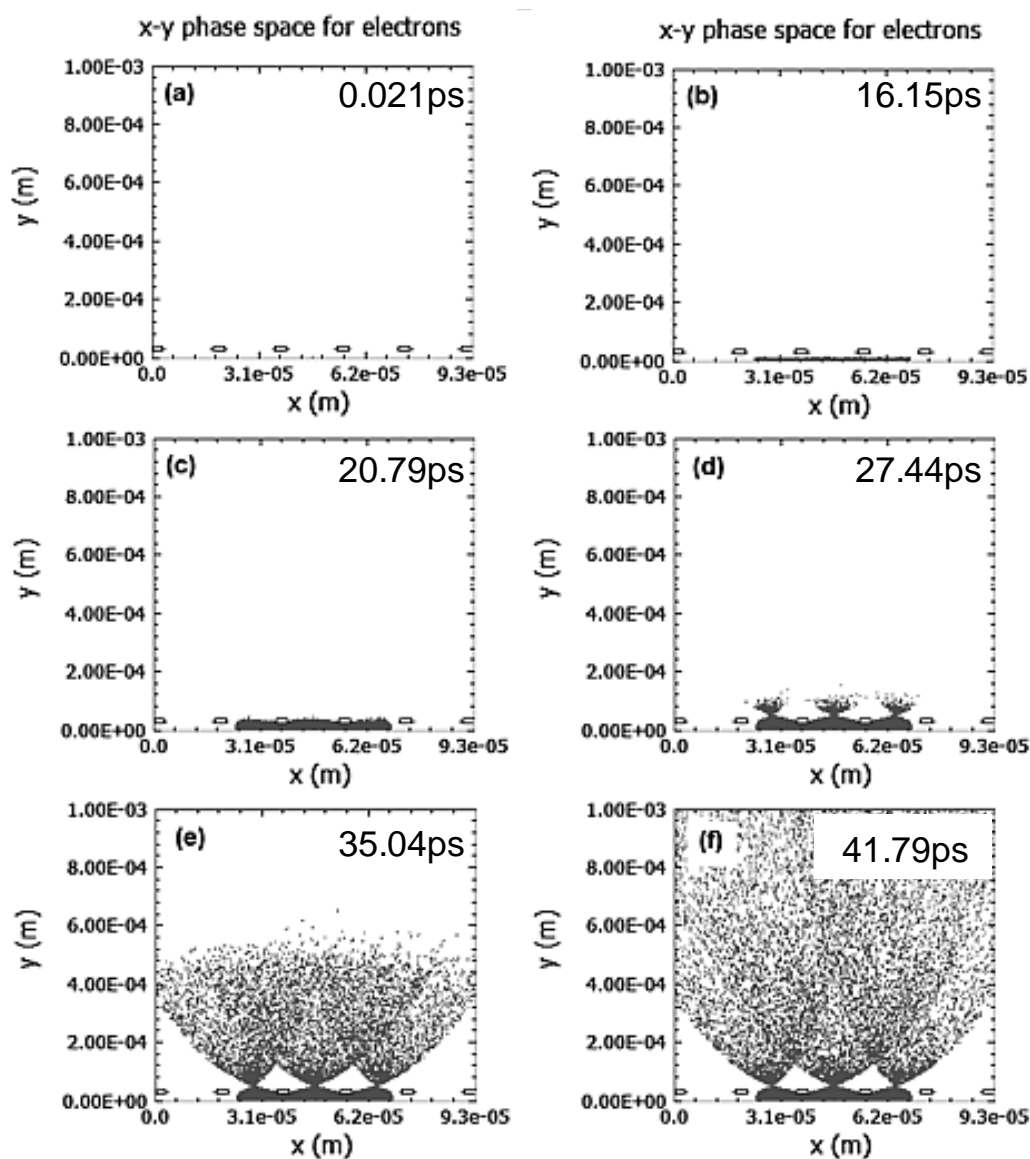 x-y phase space for electrons
x-y phase space for electrons
(a)
0.021ps
1.00E-03
8.00E-04
6.00E-04
4.00E-04
2.00E-04
0.00E+00
y (m)
0.0 3.1e-05 6.2e-05 9.3e-05
x (m)
(b)
16.15ps
1.00E-03
8.00E-04
6.00E-04
4.00E-04
2.00E-04
0.00E+00
y (m)
0.0 3.1e-05 6.2e-05 9.3e-05
x (m)
(c)
20.79ps
1.00E-03
8.00E-04
6.00E-04
4.00E-04
2.00E-04
0.00E+00
y (m)
0.0 3.1e-05 6.2e-05 9.3e-05
x (m)
(d)
27.44ps
1.00E-03
8.00E-04
6.00E-04
4.00E-04
2.00E-04
0.00E+00
y (m)
0.0 3.1e-05 6.2e-05 9.3e-05
x (m)
(e)
35.04ps
1.00E-03
8.00E-04
6.00E-04
4.00E-04
2.00E-04
0.00E+00
y (m)
0.0 3.1e-05 6.2e-05 9.3e-05
x (m)
(f)
41.79ps
1.00E-03
8.00E-04
6.00E-04
4.00E-04
2.00E-04
0.00E+00
y (m)
0.0 3.1e-05 6.2e-05 9.3e-05
x (m)